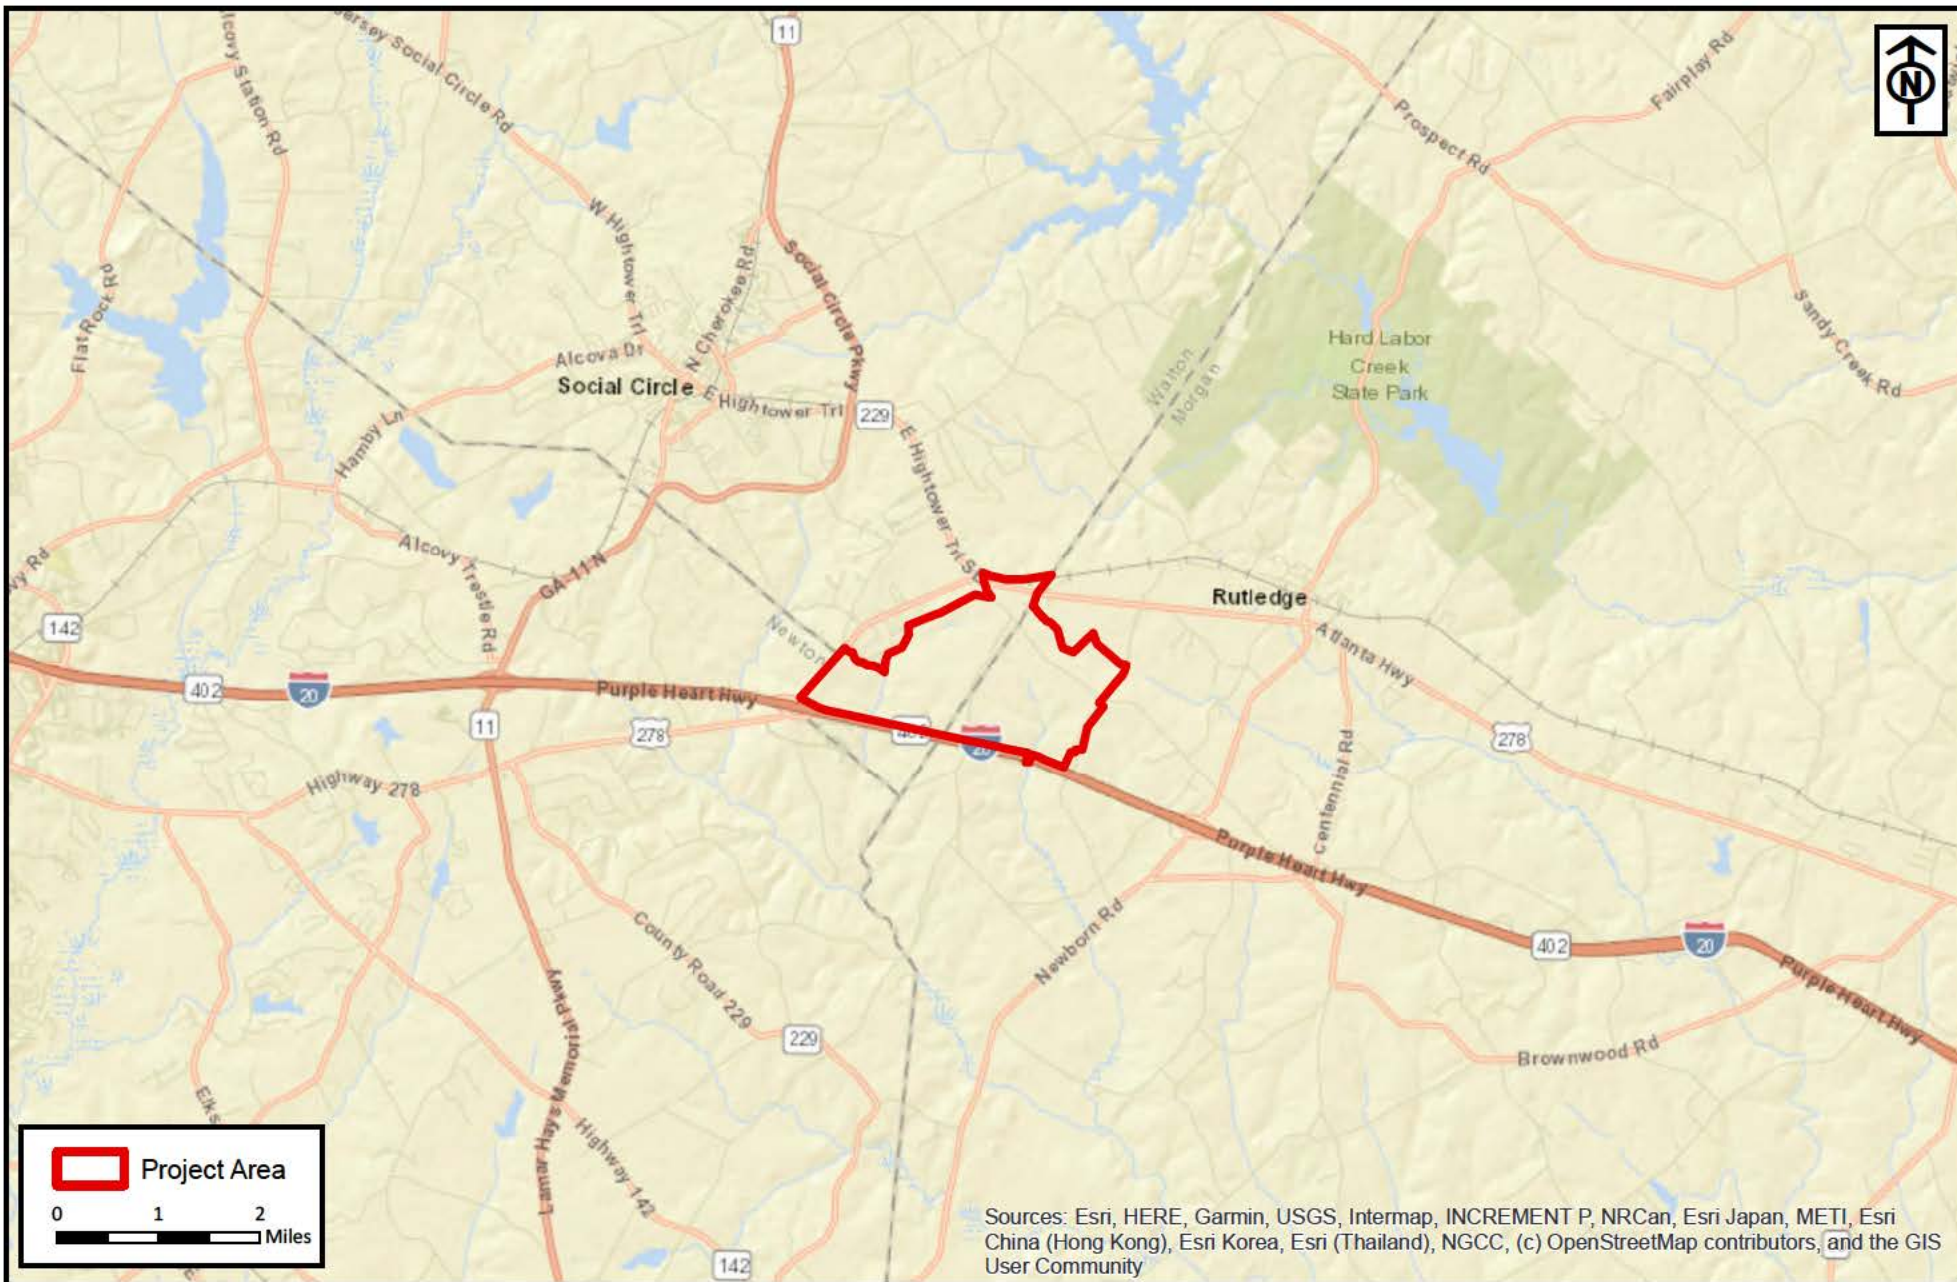 11
Jersey Social Circle Rd
Alcovy Station Rd
Fairplay Rd
N
Prospect Rd
W Hightower Trl
N Cherokee Rd
Social Circle Pkwy
Flat Rock Rd
Sandy Creek Rd
Hard Labor
Creek
State Park
Alcova Dr
Social Circle
E Hightower Trl
229
Walton
Morgan
Hamby Ln
E Hightower Trl St
Alcovy Trestle Rd
GA-11 N
Rutledge
142
Newton
Atlanta Hwy
402
20
Purple Heart Hwy
11
278
402
20
278
Highway 278
Centennial Rd
Purple Heart Hwy
County Road 229
Newborn Rd
402
20
Purple Heart Hwy
Lamar Hays Memorial Pkwy
229
Brownwood Rd
Elks
Highway 142
142
Project Area
0 1 2
Miles
Sources: Esri, HERE, Garmin, USGS, Intermap, INCREMENT P, NRCan, Esri Japan, METI, Esri
China (Hong Kong), Esri Korea, Esri (Thailand), NGCC, (c) OpenStreetMap contributors, and the GIS
User Community